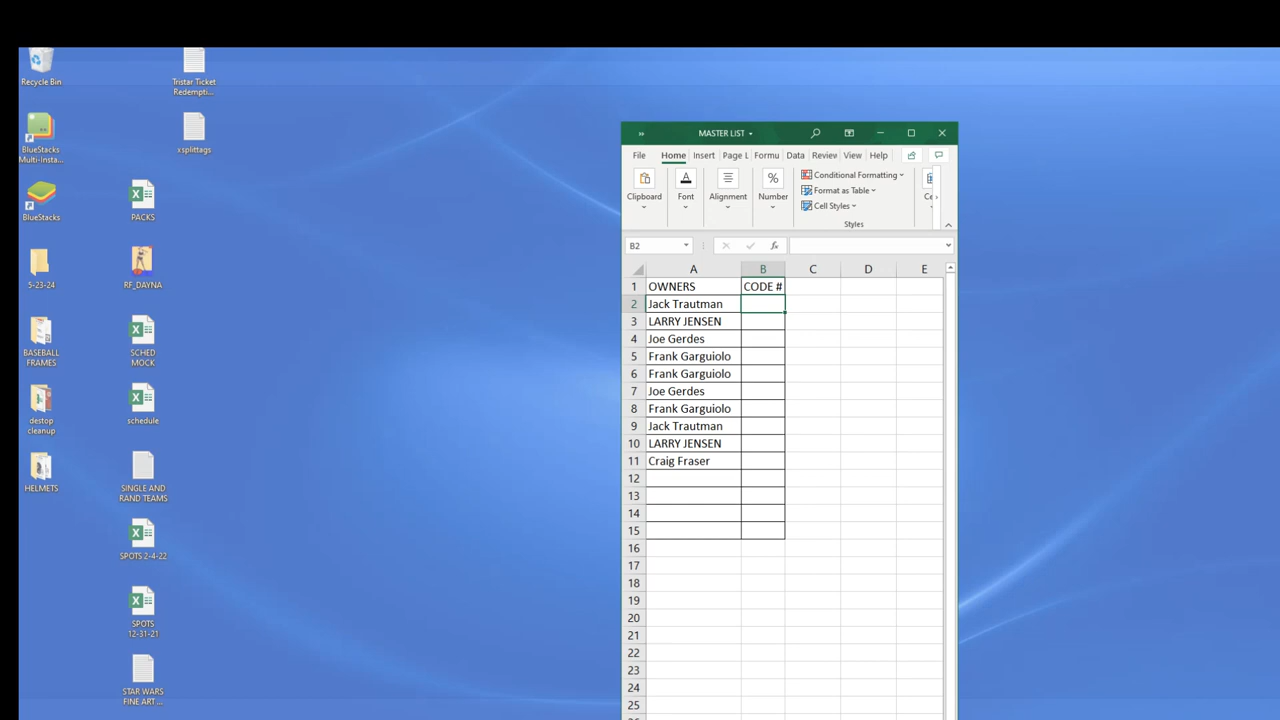 Recycle Bin
Tristar Ticket
Redempti...
BlueStacks
Multi-Insta...
xsplittags
BlueStacks
PACKS
5-23-24
RF_DAYNA
BASEBALL
FRAMES
SCHED
MOCK
destop
cleanup
schedule
HELMETS
SINGLE AND
RAND TEAMS
SPOTS 2-4-22
SPOTS
12-31-21
STAR WARS
FINE ART ...
» MASTER LIST
File Home Insert Page L Formu Data Review View Help
Clipboard Font Alignment % Number
Conditional Formatting
Format as Table
Cell Styles
Ce
Styles
B2 fx
A B C D E
1 OWNERS CODE #
2 Jack Trautman
3 LARRY JENSEN
4 Joe Gerdes
5 Frank Garguiolo
6 Frank Garguiolo
7 Joe Gerdes
8 Frank Garguiolo
9 Jack Trautman
10 LARRY JENSEN
11 Craig Fraser
12
13
14
15
16
17
18
19
20
21
22
23
24
25